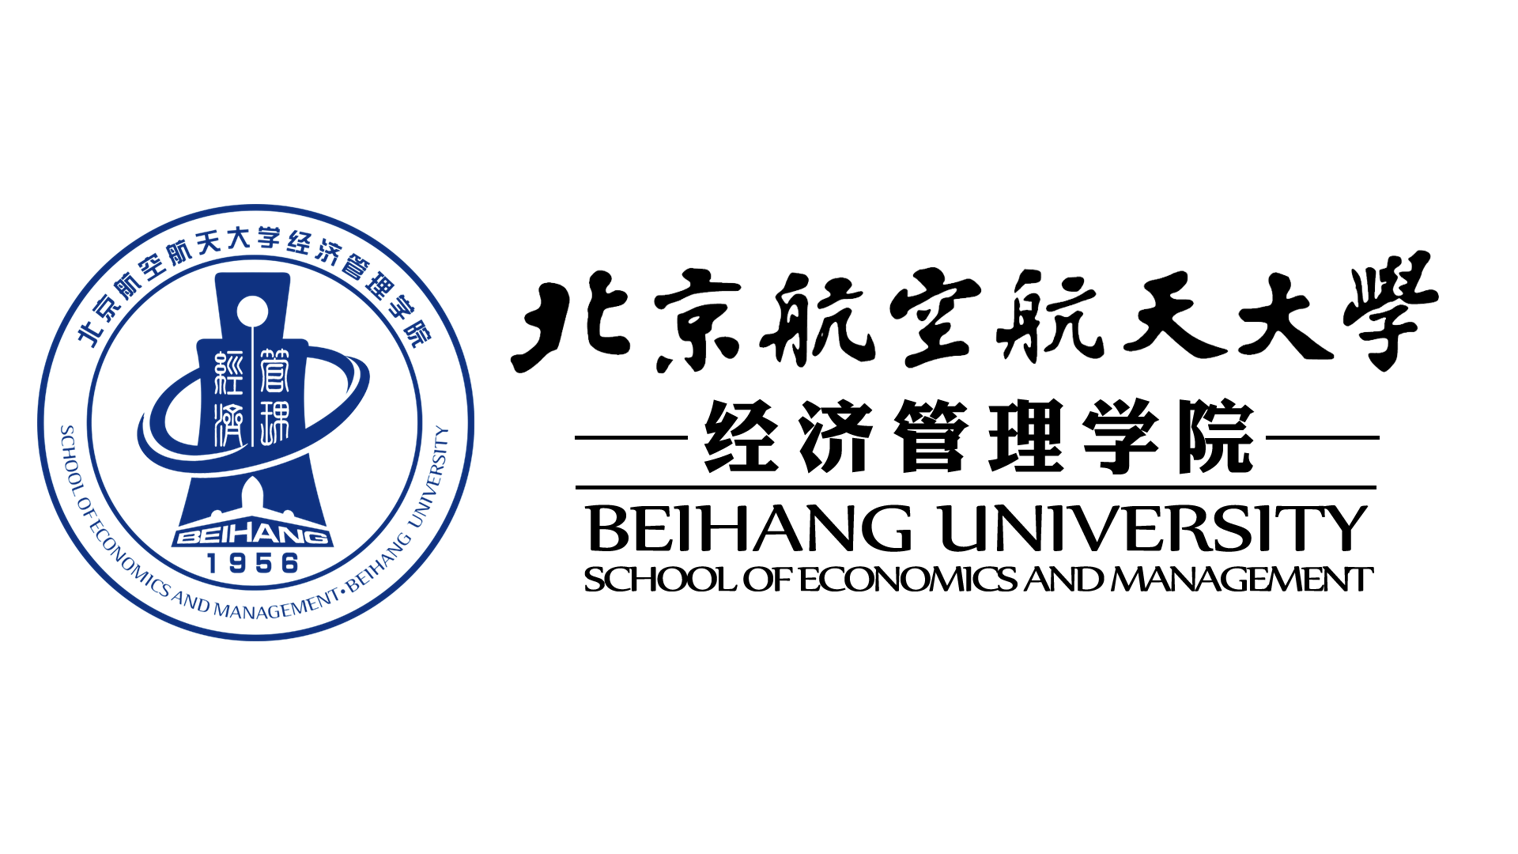 北京航空航天大学经济管理学院
經濟
管理
BEIHANG
1956
SCHOOL OF ECONOMICS AND MANAGEMENT•BEIHANG UNIVERSITY
北京航空航天大學
经济管理学院
BEIHANG UNIVERSITY
SCHOOL OF ECONOMICS AND MANAGEMENT